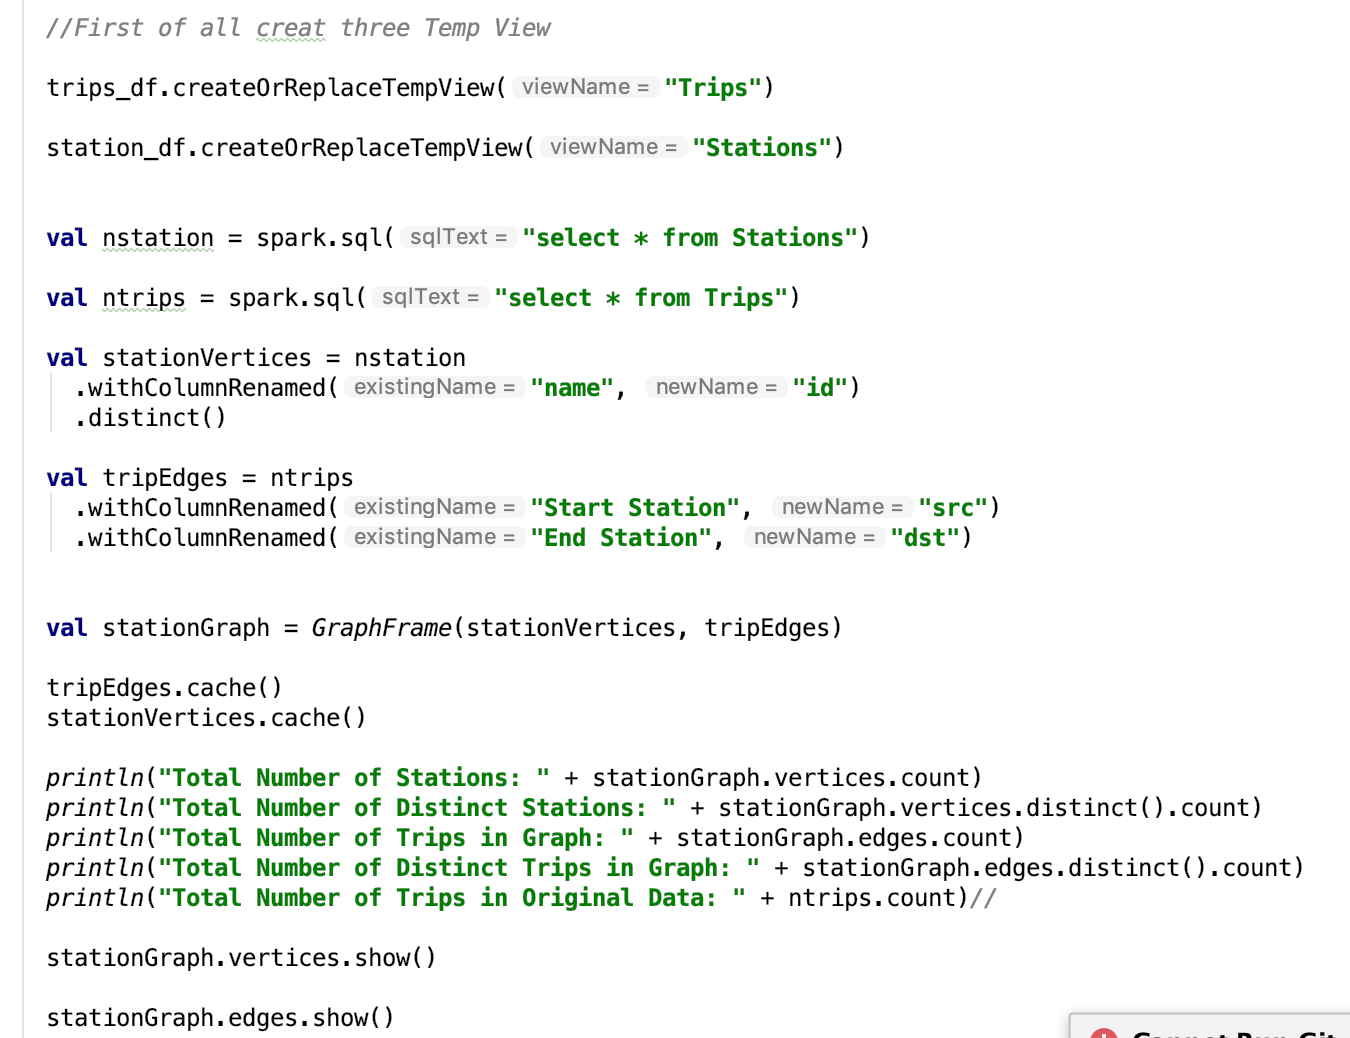 //First of all creat three Temp View
trips_df.createOrReplaceTempView( viewName = "Trips")
station_df.createOrReplaceTempView( viewName = "Stations")
val nstation = spark.sql( sqlText = "select * from Stations")
val ntrips = spark.sql( sqlText = "select * from Trips")
val stationVertices = nstation
.withColumnRenamed( existingName = "name", newName = "id")
.distinct()
val tripEdges = ntrips
.withColumnRenamed( existingName = "Start Station", newName = "src")
.withColumnRenamed( existingName = "End Station", newName = "dst")
val stationGraph = GraphFrame(stationVertices, tripEdges)
tripEdges.cache()
stationVertices.cache()
println("Total Number of Stations: " + stationGraph.vertices.count)
println("Total Number of Distinct Stations: " + stationGraph.vertices.distinct().count)
println("Total Number of Trips in Graph: " + stationGraph.edges.count)
println("Total Number of Distinct Trips in Graph: " + stationGraph.edges.distinct().count)
println("Total Number of Trips in Original Data: " + ntrips.count)//
stationGraph.vertices.show()
stationGraph.edges.show()
Cannot Run Git